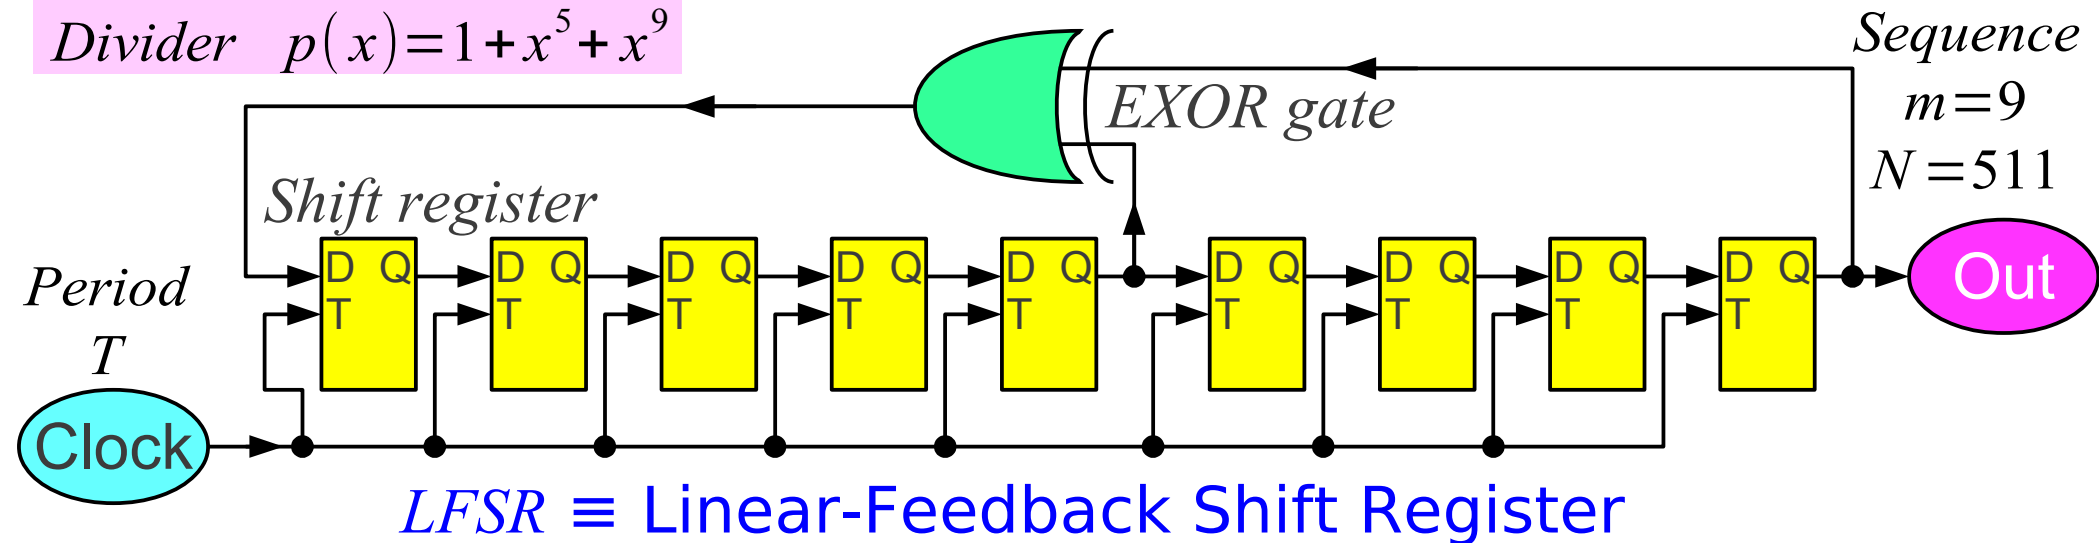 Divider p(x)=1+x⁵+x⁹
Sequence
m=9
N=511
EXOR gate
Shift register
D Q D Q D Q D Q D Q D Q D Q D Q D Q
T T T T T T T T T
Out
Period
T
Clock
LFSR ≡ Linear-Feedback Shift Register